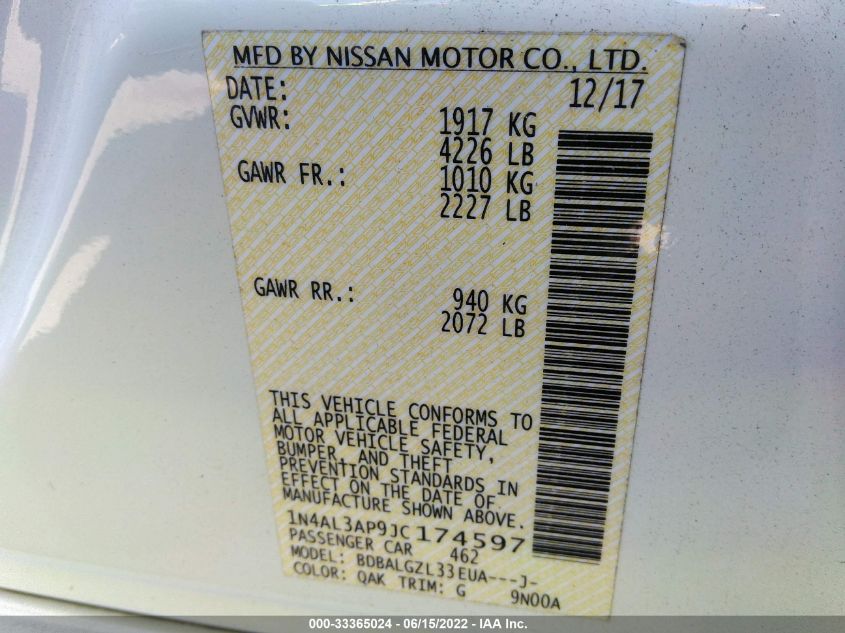 MFD BY NISSAN MOTOR CO., LTD.
DATE: 12/17
GVWR: 1917 KG
4226 LB
GAWR FR.: 1010 KG
2227 LB
GAWR RR.: 940 KG
2072 LB
THIS VEHICLE CONFORMS TO
ALL APPLICABLE FEDERAL
MOTOR VEHICLE SAFETY,
BUMPER, AND THEFT
PREVENTION STANDARDS IN
EFFECT ON THE DATE OF
MANUFACTURE SHOWN ABOVE.
1N4AL3AP9JC174597
PASSENGER CAR 462
MODEL: BDBALGZL33EUA---J-
COLOR: QAK TRIM: G 9N00A
000-33365024 - 06/15/2022 - IAA Inc.